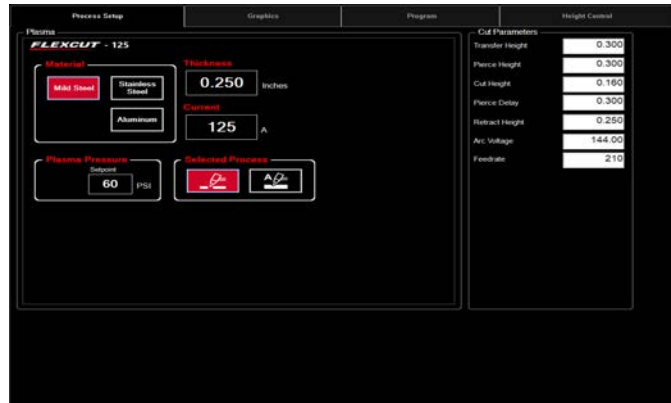 Process Setup
Graphics
Program
Height Control
Plasma
FLEXCUT - 125
Material
Mild Steel
Stainless
Steel
Aluminum
Thickness
0.250 Inches
Current
125 A
Plasma Pressure
Setpoint
60 PSI
Selected Process
A
Cut Parameters
Transfer Height 0.300
Pierce Height 0.300
Cut Height 0.160
Pierce Delay 0.300
Retract Height 0.250
Arc Voltage 144.00
Feedrate 210